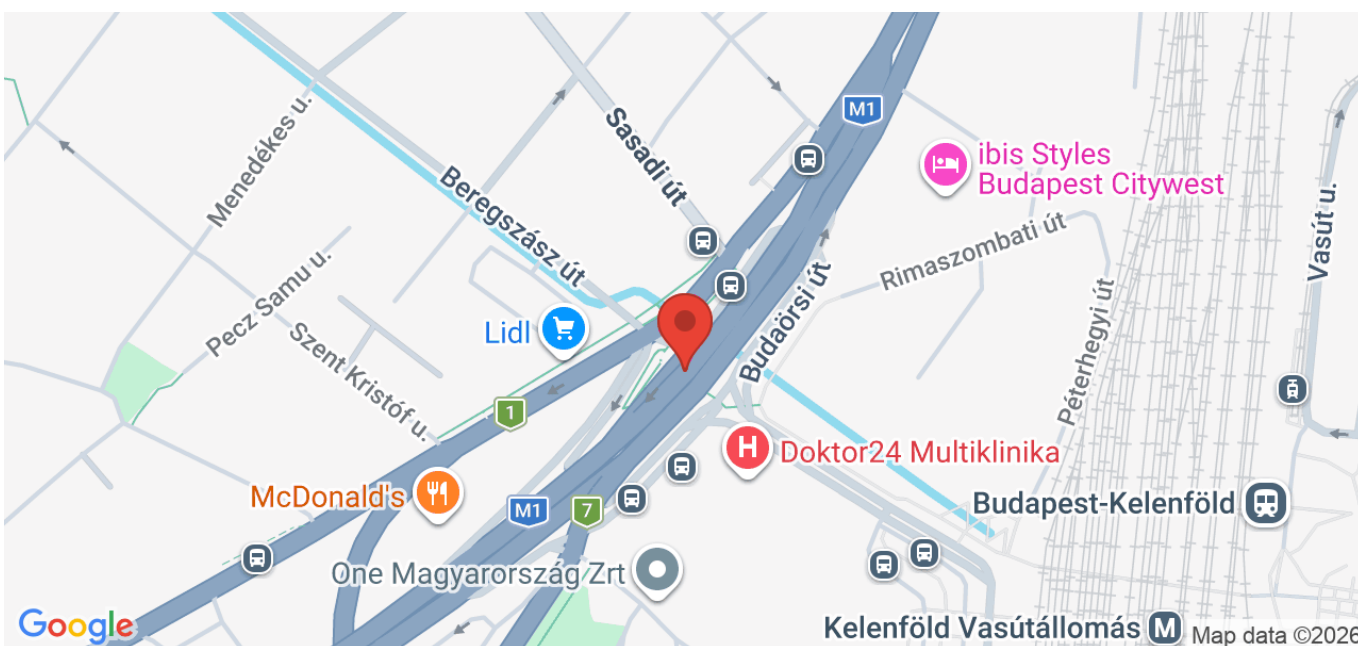 M1
ibis Styles
Budapest Citywest
Menedékes u.
Sasadi út
Beregszász út
Vasút u.
Rimaszombati út
Pecz Samu u.
Budaörsi út
Lidl
Péterhegyi út
Szent Kristóf u.
1
H
Doktor24 Multiklinika
McDonald's
M1
7
Budapest-Kelenföld
One Magyarország Zrt
Google
Kelenföld Vasútállomás M
Map data ©2026